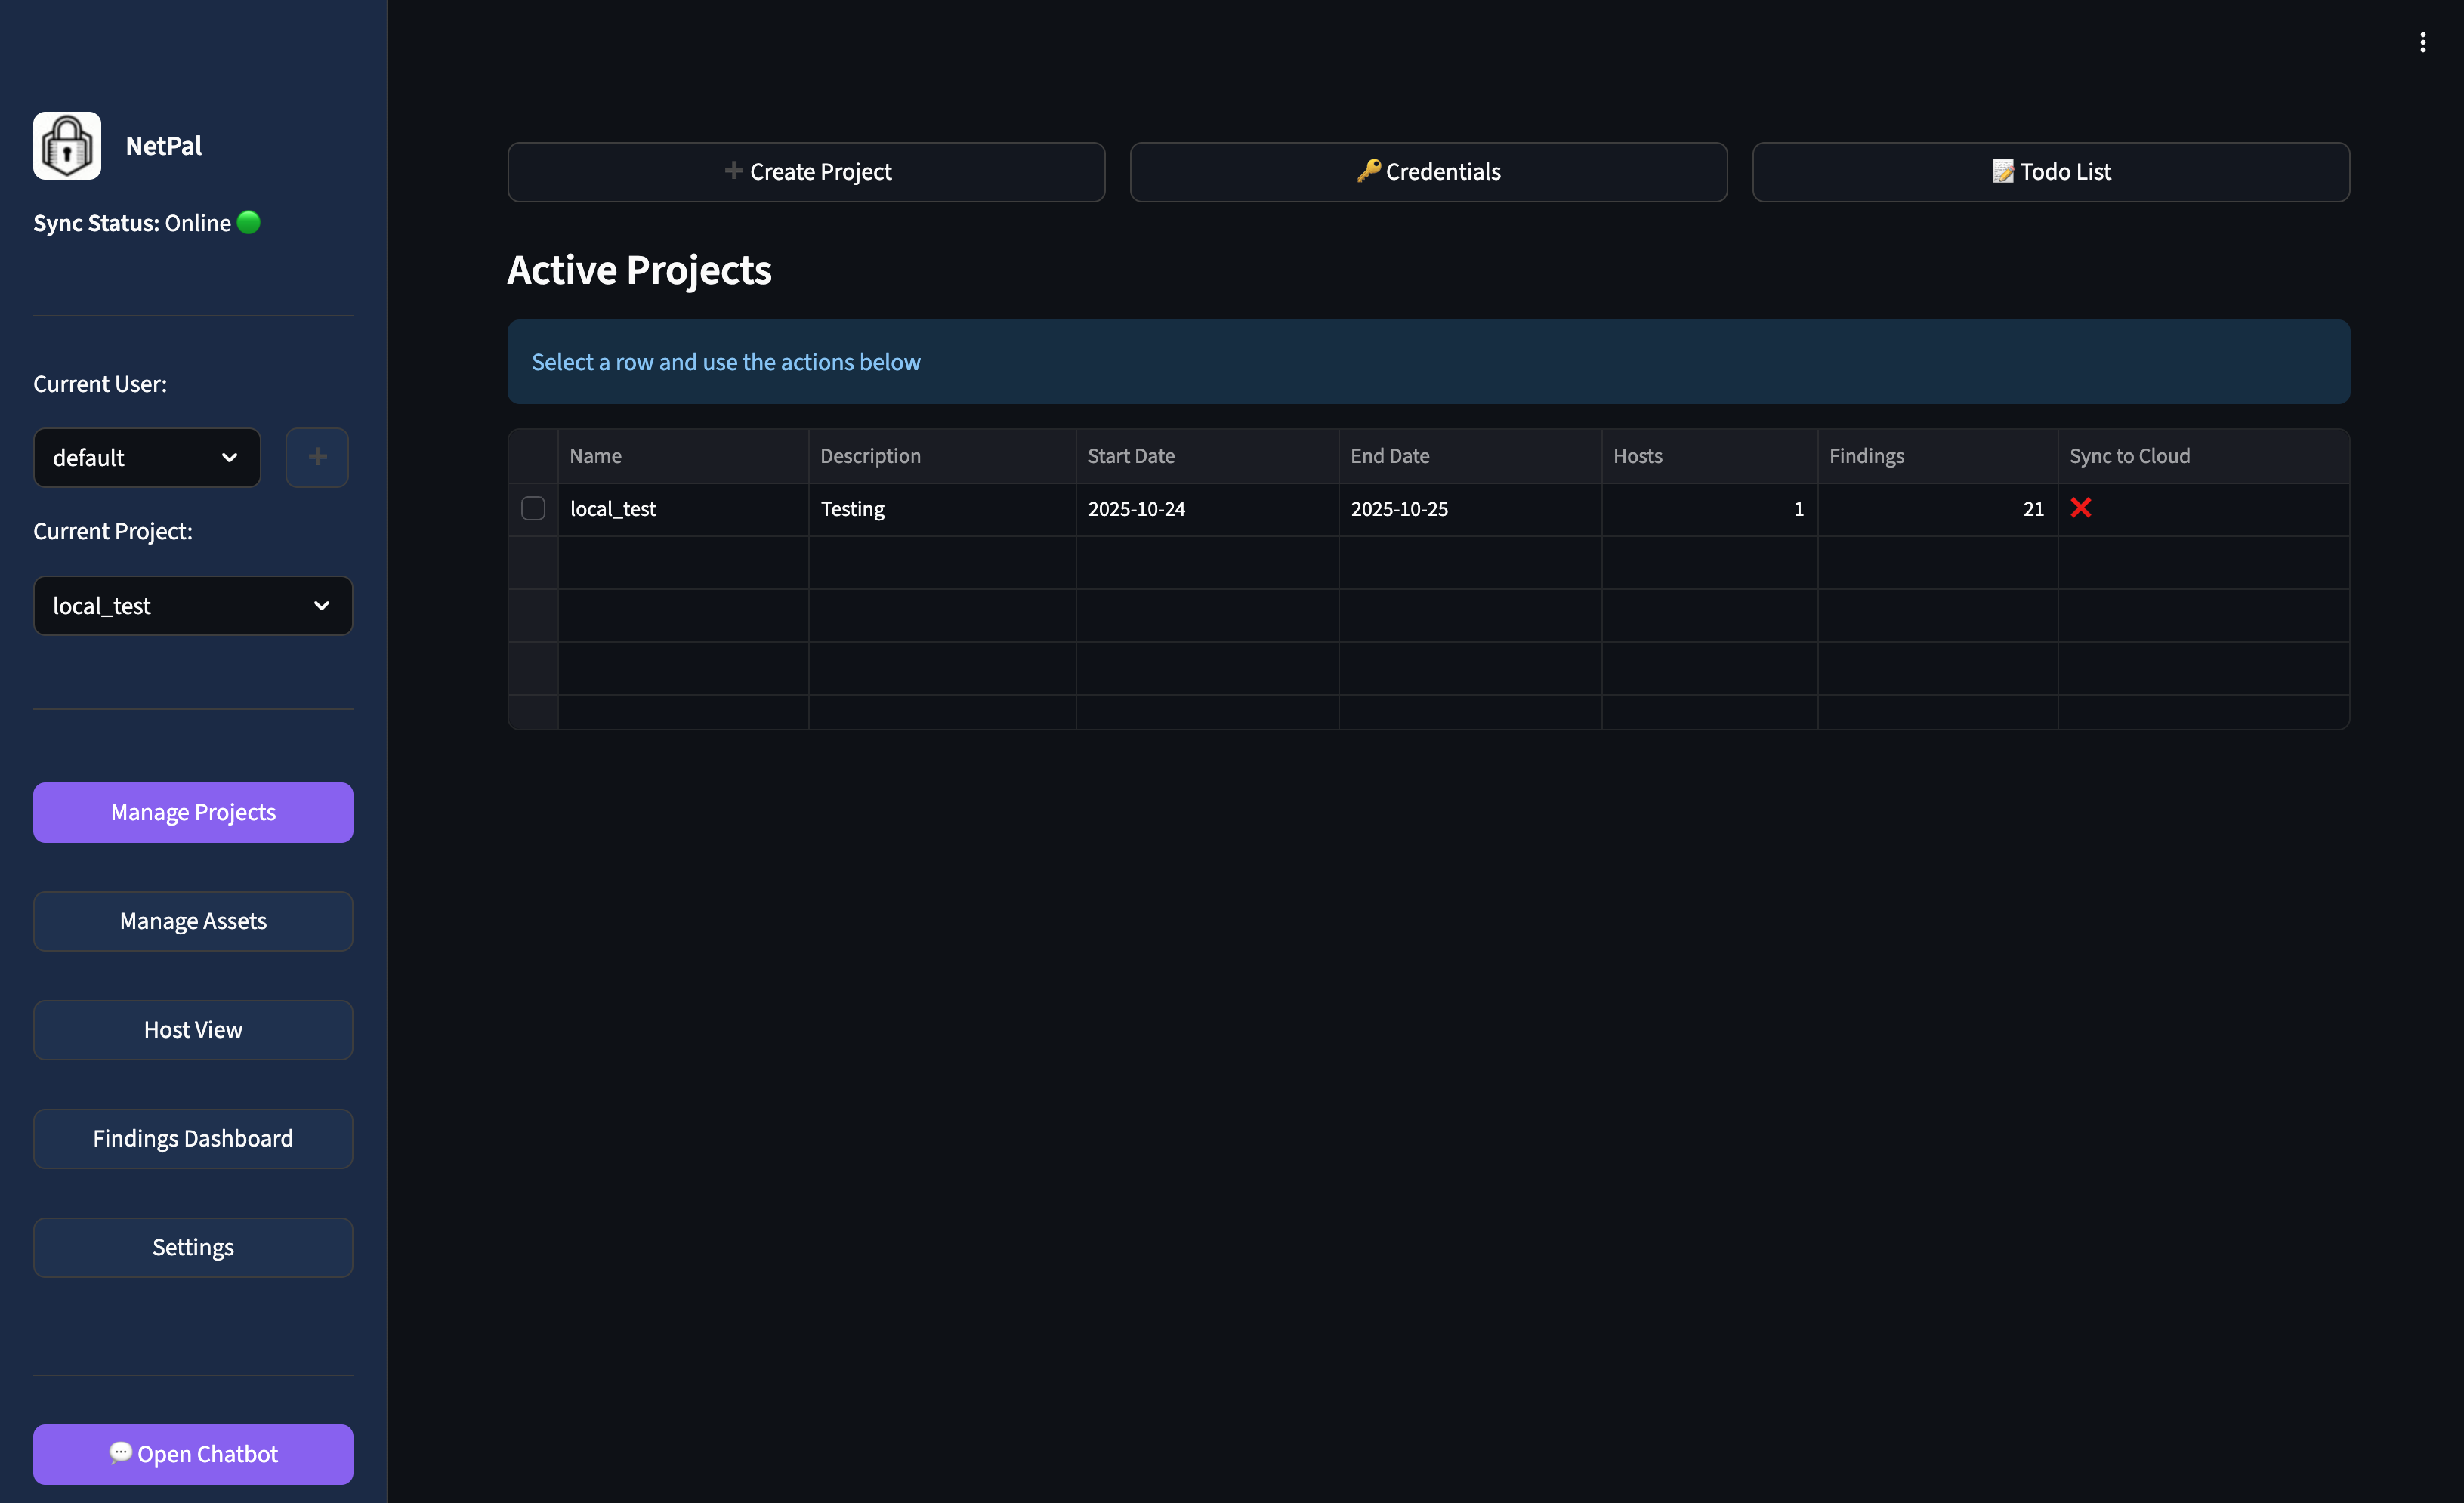 NetPal
Sync Status: Online
Current User:
default
Current Project:
local_test
Manage Projects
Manage Assets
Host View
Findings Dashboard
Settings
Open Chatbot
Create Project
Credentials
Todo List
Active Projects
Select a row and use the actions below
Name Description Start Date End Date Hosts Findings Sync to Cloud
local_test Testing 2025-10-24 2025-10-25 1 21 ❌